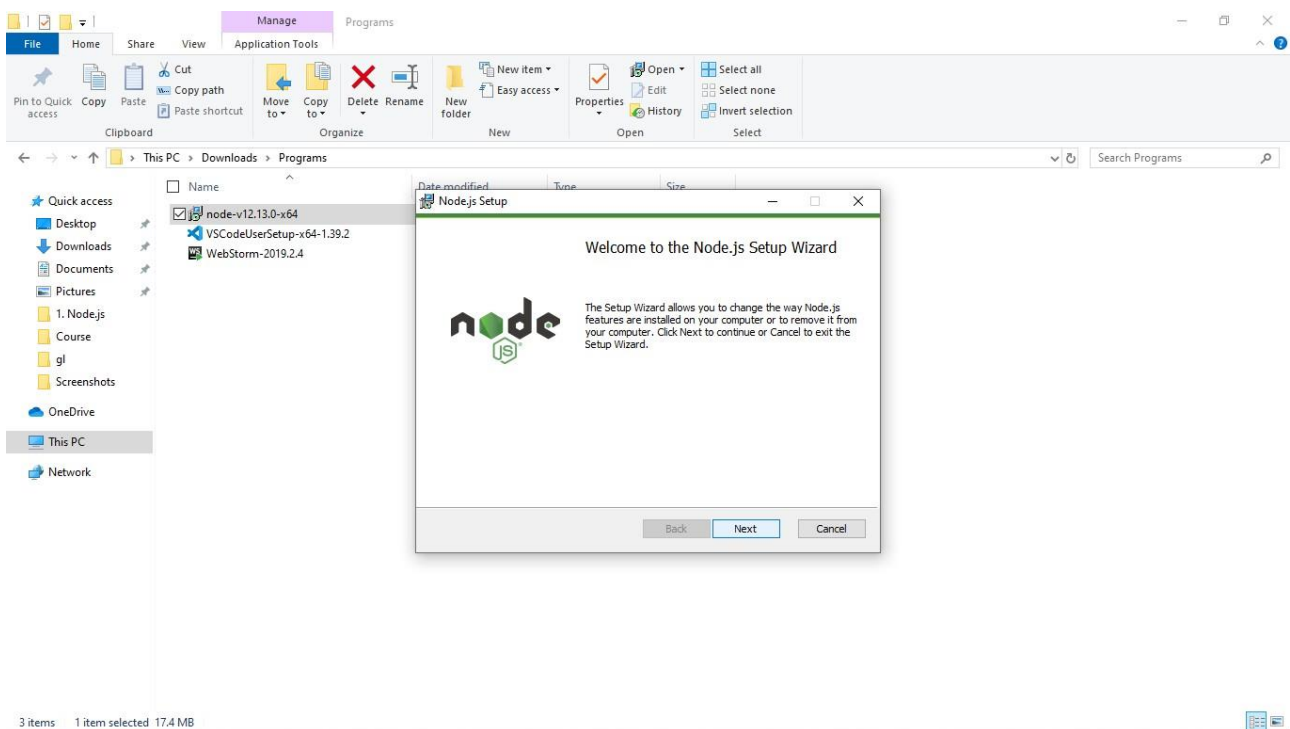 Manage
Programs
File Home Share View Application Tools
Pin to Quick access
Copy
Paste
Cut
Copy path
Paste shortcut
Clipboard
Move to
Copy to
Delete
Rename
Organize
New folder
New item
Easy access
New
Properties
Open
Edit
History
Open
Select all
Select none
Invert selection
Select
This PC > Downloads > Programs
Search Programs
Quick access
Desktop
Downloads
Documents
Pictures
1. Node.js
Course
gl
Screenshots
OneDrive
This PC
Network
Name Date modified Type Size
node-v12.13.0-x64
VSCodeUserSetup-x64-1.39.2
WebStorm-2019.2.4
Node.js Setup
Welcome to the Node.js Setup Wizard
node
JS
The Setup Wizard allows you to change the way Node.js
features are installed on your computer or to remove it from
your computer. Click Next to continue or Cancel to exit the
Setup Wizard.
Back Next Cancel
3 items 1 item selected 17.4 MB